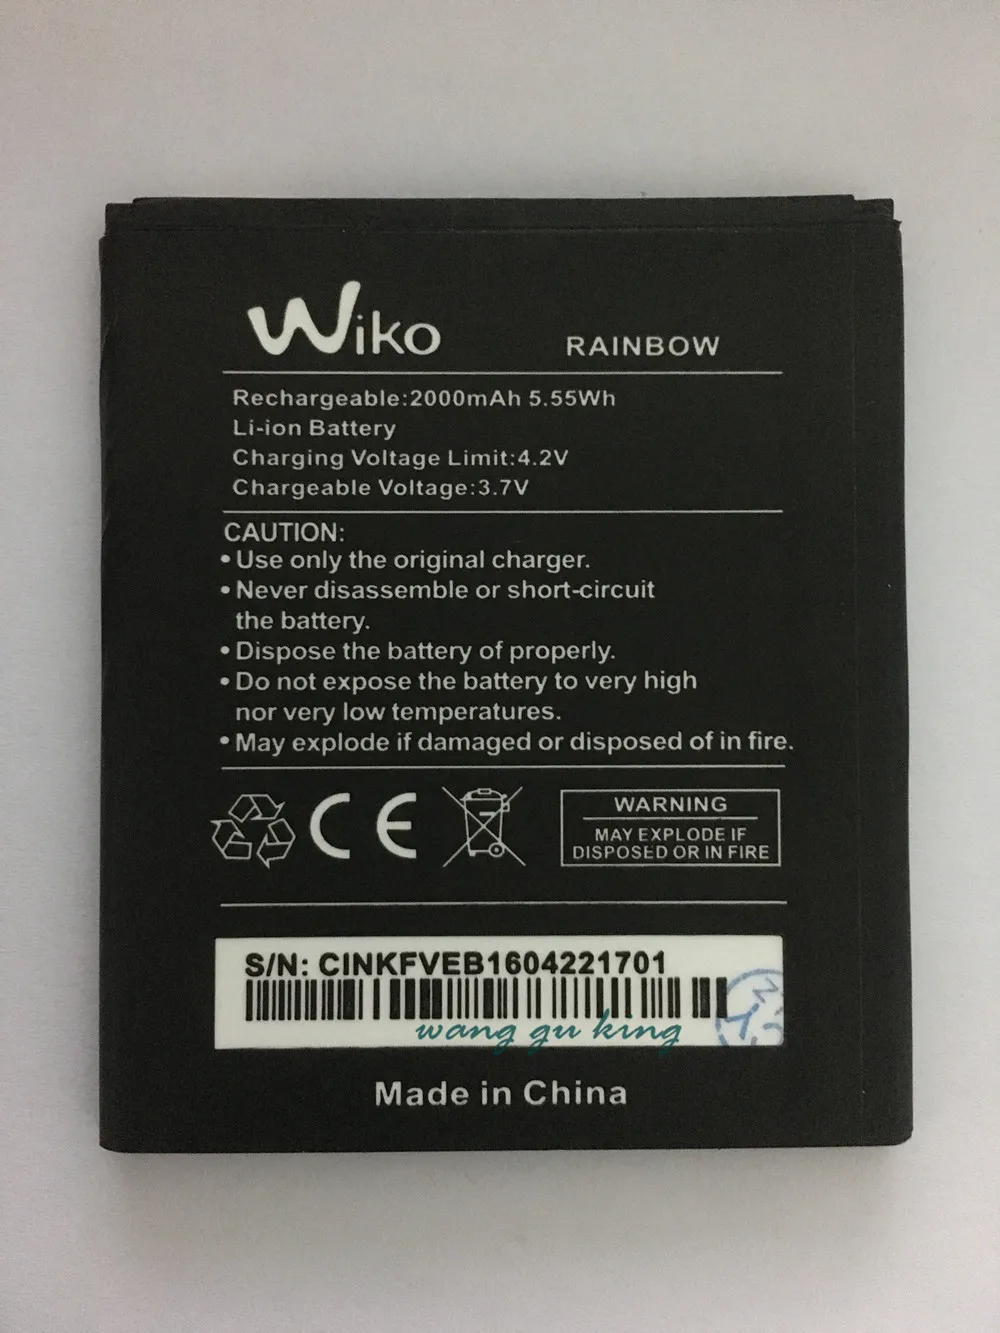 Wiko
RAINBOW
Rechargeable:2000mAh 5.55Wh
Li-ion Battery
Charging Voltage Limit:4.2V
Chargeable Voltage:3.7V
CAUTION:
• Use only the original charger.
• Never disassemble or short-circuit
the battery.
• Dispose the battery of properly.
• Do not expose the battery to very high
nor very low temperatures.
• May explode if damaged or disposed of in fire.
CE
WARNING
MAY EXPLODE IF
DISPOSED OR IN FIRE
S/N: CINKFVEB1604221701
wang gu king
Made in China